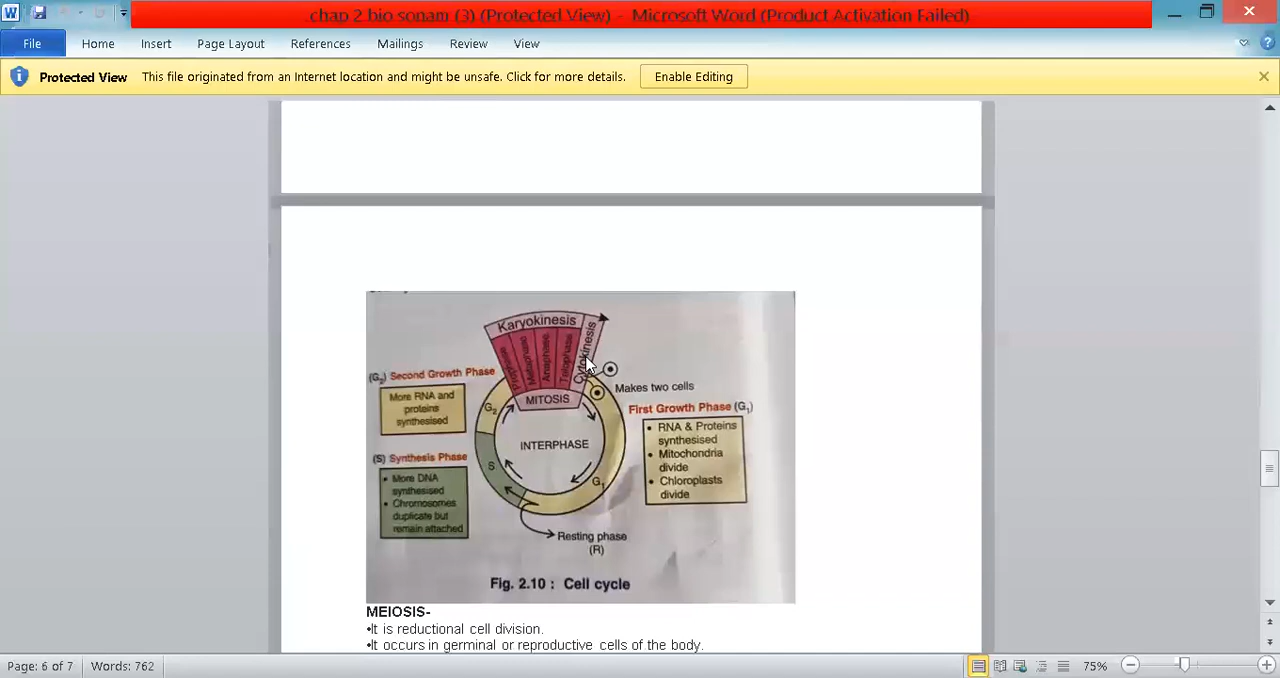 chap 2 bio sonam (3) (Protected View) - Microsoft Word (Product Activation Failed)
File Home Insert Page Layout References Mailings Review View
Protected View This file originated from an Internet location and might be unsafe. Click for more details. Enable Editing
Karyokinesis
Cytokinesis
Prophase
Metaphase
Anaphase
Telophase
MITOSIS
Makes two cells
(G2) Second Growth Phase
More RNA and
proteins
synthesised
G2
First Growth Phase (G1)
• RNA & Proteins
synthesised
• Mitochondria
divide
• Chloroplasts
divide
INTERPHASE
(S) Synthesis Phase
• More DNA
synthesised
• Chromosomes
duplicate but
remain attached
S
G1
Resting phase
(R)
Fig. 2.10 : Cell cycle
MEIOSIS-
•It is reductional cell division.
•It occurs in germinal or reproductive cells of the body.
Page: 6 of 7 Words: 762 75%